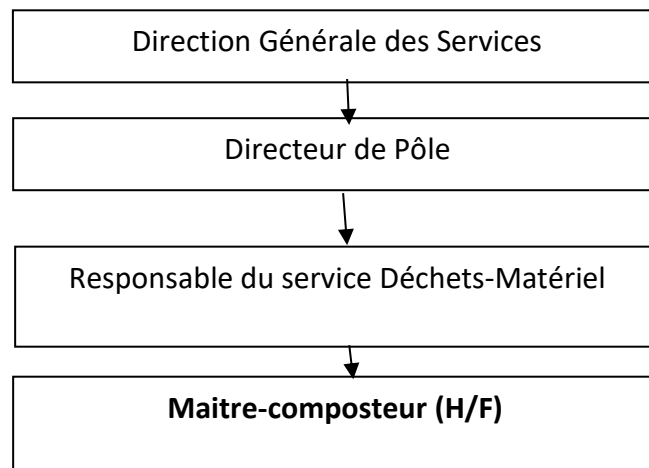 Direction Générale des Services
Directeur de Pôle
Responsable du service Déchets-Matériel
Maitre-composteur (H/F)